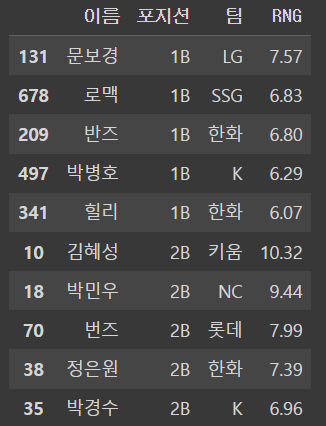 이름 포지션 팀 RNG
131 문보경 1B LG 7.57
678 로맥 1B SSG 6.83
209 반즈 1B 한화 6.80
497 박병호 1B K 6.29
341 힐리 1B 한화 6.07
10 김혜성 2B 키움 10.32
18 박민우 2B NC 9.44
70 번즈 2B 롯데 7.99
38 정은원 2B 한화 7.39
35 박경수 2B K 6.96